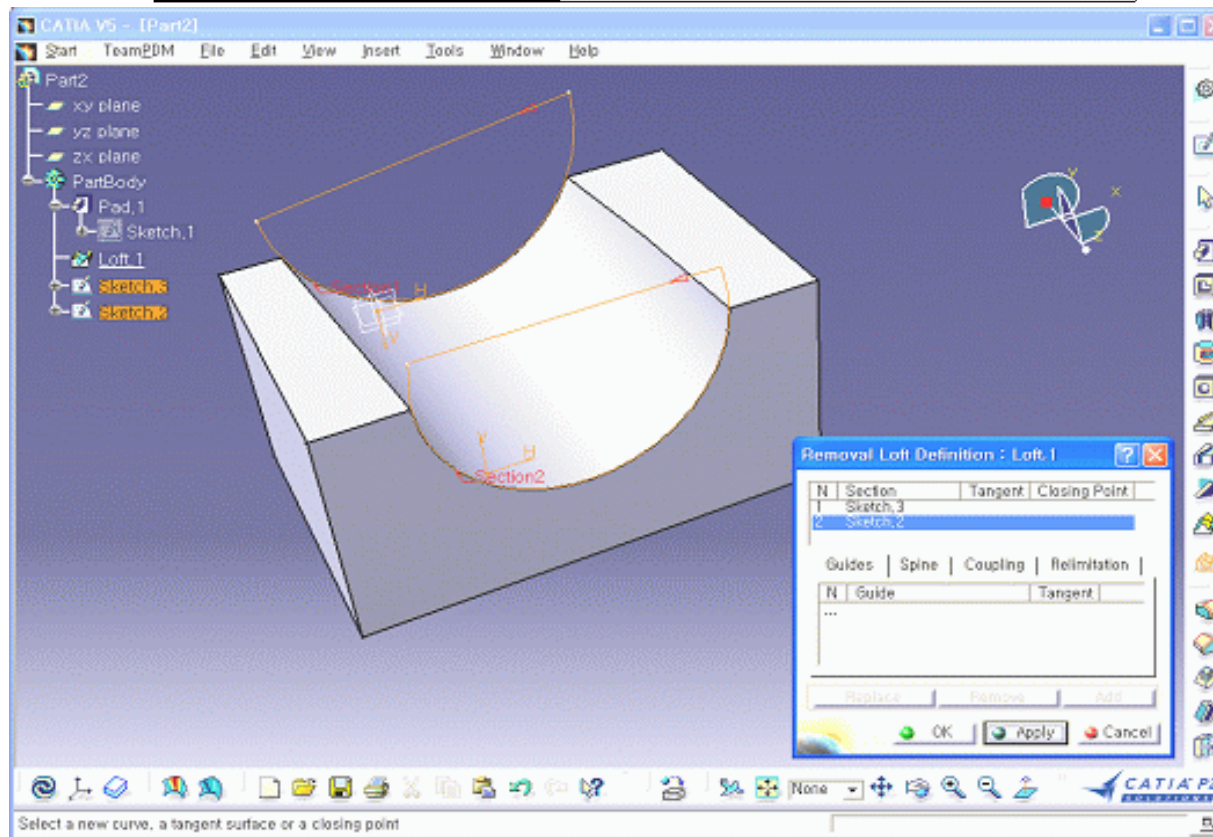 CATIA V5 - [Part2]
Start TeamPDM File Edit View Insert Tools Window Help
Part2
xy plane
yz plane
zx plane
PartBody
Pad.1
Sketch.1
Loft.1
Sketch.3
Sketch.2
Section1
H
V
V
H
Section2
Y
X
Z
Removal Loft Definition : Loft.1
N Section Tangent Closing Point
1 Sketch.3
2 Sketch.2
Guides Spine Coupling Relimitation
N Guide Tangent
...
Replace Remove Add
OK Apply Cancel
None
CATIA P2
SOLUTIONS
Select a new curve, a tangent surface or a closing point